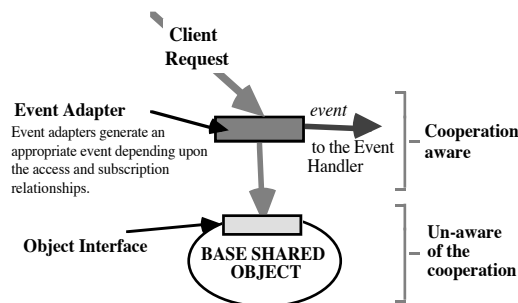 Client
Request
Event Adapter
Event adapters generate an
appropriate event depending upon
the access and subscription
relationships.
event
to the Event
Handler
Cooperation
aware
Object Interface
BASE SHARED
OBJECT
Un-aware
of the
cooperation